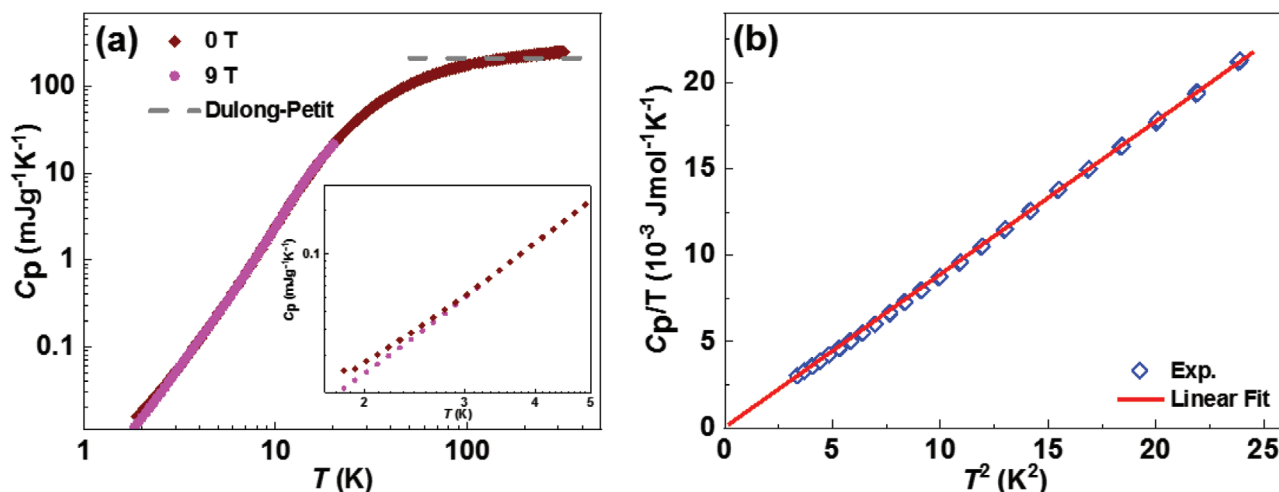 (a)
0 T
9 T
Dulong-Petit
100
10
1
0.1
Cp (mJg⁻¹K⁻¹)
1
10
100
T (K)
0.1
Cp (mJg⁻¹K⁻¹)
2
3
4
5
T (K)
(b)
20
15
10
5
0
Cp/T (10⁻³ Jmol⁻¹K⁻¹)
Exp.
Linear Fit
0
5
10
15
20
25
T² (K²)